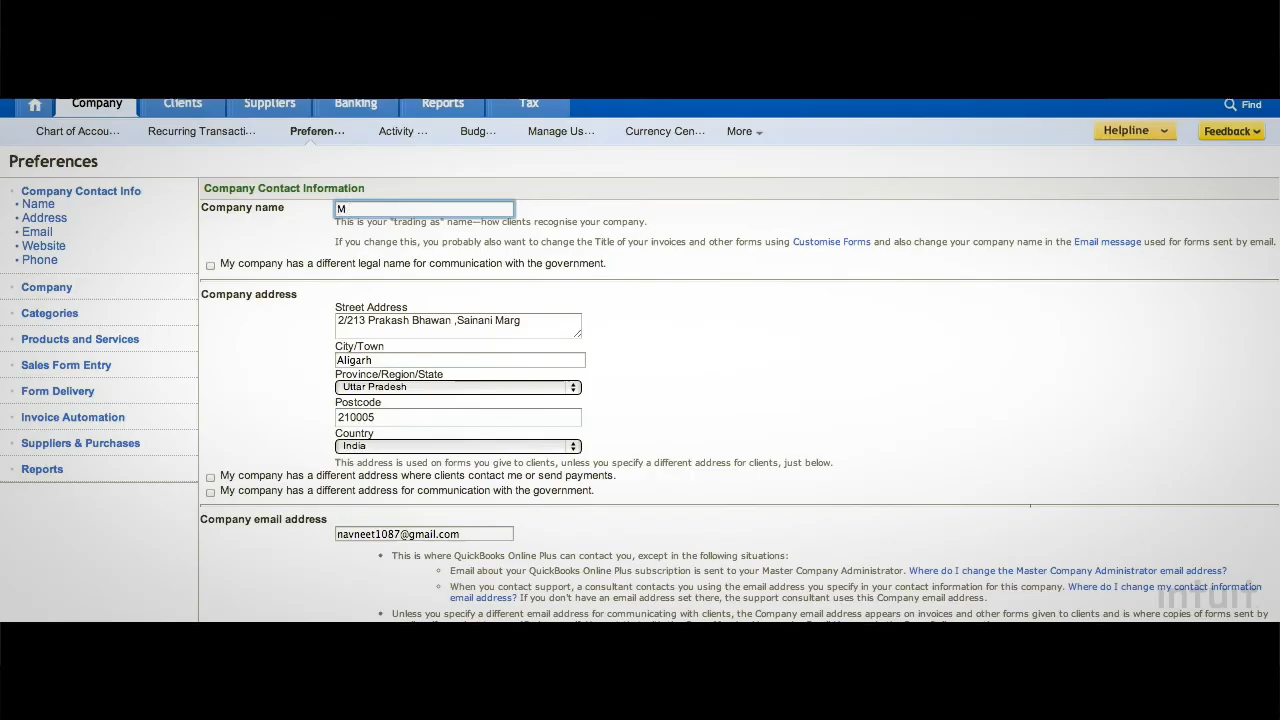 Company Clients Suppliers Banking Reports Tax Find
Chart of Accou... Recurring Transacti... Preferen... Activity ... Budg... Manage Us... Currency Cen... More Helpline Feedback
Preferences
Company Contact Info
• Name
• Address
• Email
• Website
• Phone
Company
Categories
Products and Services
Sales Form Entry
Form Delivery
Invoice Automation
Suppliers & Purchases
Reports
Company Contact Information
Company name M
This is your "trading as" name—how clients recognise your company.
If you change this, you probably also want to change the Title of your invoices and other forms using Customise Forms and also change your company name in the Email message used for forms sent by email.
My company has a different legal name for communication with the government.
Company address
Street Address
2/213 Prakash Bhawan ,Sainani Marg
City/Town
Aligarh
Province/Region/State
Uttar Pradesh
Postcode
210005
Country
India
This address is used on forms you give to clients, unless you specify a different address for clients, just below.
My company has a different address where clients contact me or send payments.
My company has a different address for communication with the government.
Company email address
navneet1087@gmail.com
• This is where QuickBooks Online Plus can contact you, except in the following situations:
Email about your QuickBooks Online Plus subscription is sent to your Master Company Administrator. Where do I change the Master Company Administrator email address?
When you contact support, a consultant contacts you using the email address you specify in your contact information for this company. Where do I change my contact information
email address? If you don't have an email address set there, the support consultant uses this Company email address.
• Unless you specify a different email address for communicating with clients, the Company email address appears on invoices and other forms given to clients and is where copies of forms sent by
intuit